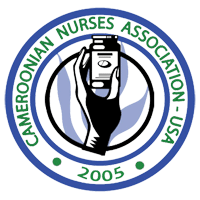 CAMEROONIAN NURSES ASSOCIATION - USA
• 2005 •